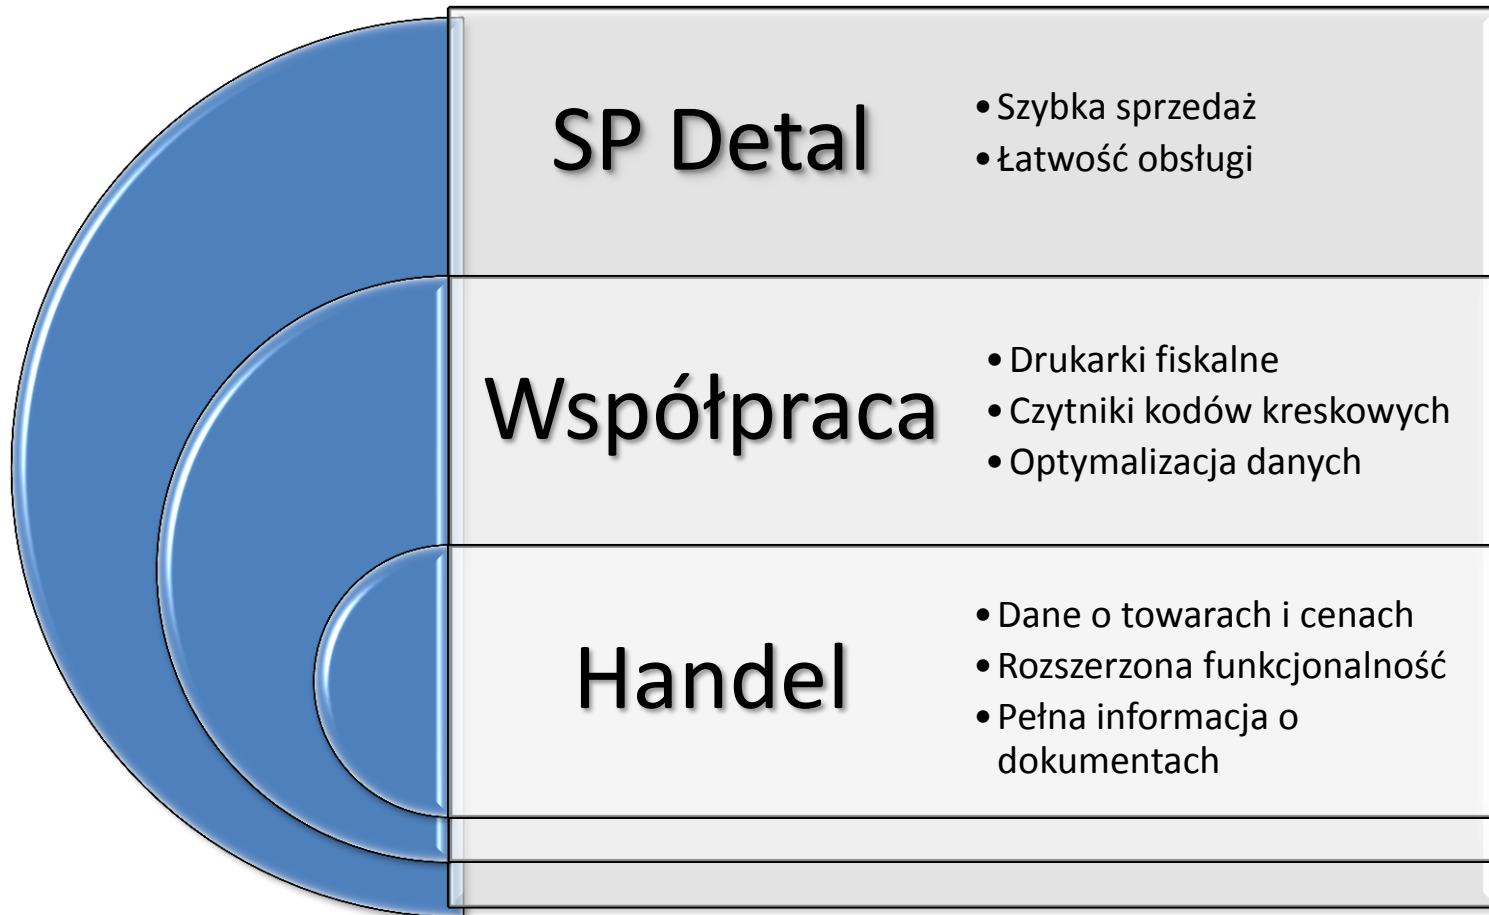 SP Detal
• Szybka sprzedaż
• Łatwość obsługi
Współpraca
• Drukarki fiskalne
• Czytniki kodów kreskowych
• Optymalizacja danych
Handel
• Dane o towarach i cenach
• Rozszerzona funkcjonalność
• Pełna informacja o
dokumentach